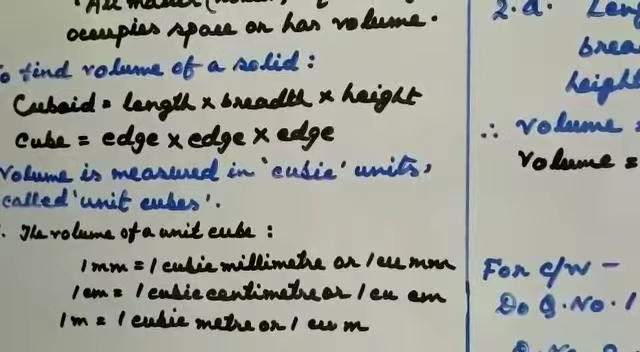 occupies space or has volume.
To find volume of a solid:
Cuboid = length x breadth x height
Cube = edge x edge x edge
Volume is measured in 'cubic' units,
called 'unit cubes'.
The volume of a unit cube:
1 mm = 1 cubic millimetre or 1 cu mm
1 cm = 1 cubic centimetre or 1 cu cm
1 m = 1 cubic metre or 1 cu m
2.a.
height
∴ volume =
Volume =
For c/w -
Do Q.No. 1